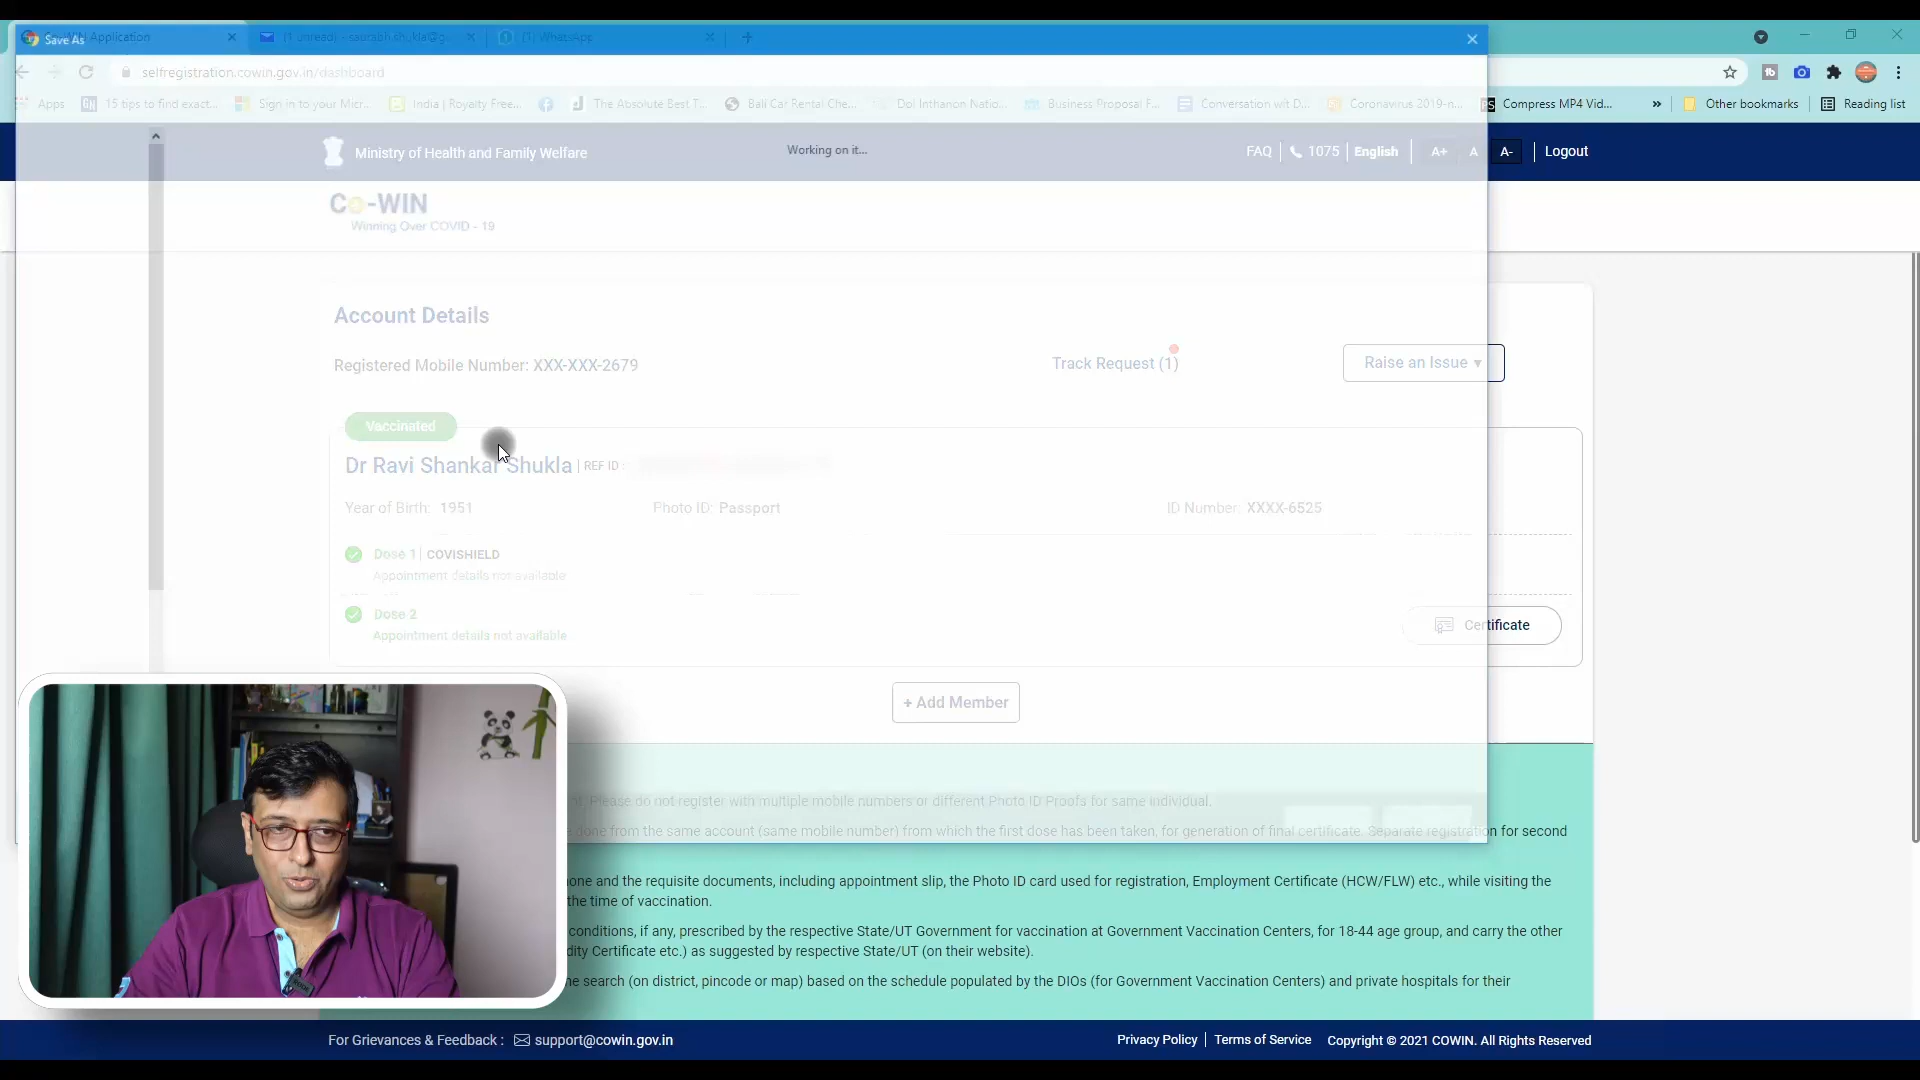 Save As
Co-WIN Application
(1 unread) - saurabh.shukla@g
(1) WhatsApp
selfregistration.cowin.gov.in/dashboard
Apps
15 tips to find exact...
Sign in to your Micr...
India | Royalty Free...
The Absolute Best T...
Bali Car Rental Che...
Doi Inthanon Natio...
Business Proposal F...
Conversation wit D...
Coronavirus 2019-n...
Compress MP4 Vid...
»
Other bookmarks
Reading list
Ministry of Health and Family Welfare
Working on it...
FAQ
1075
English
A+
A
A-
Logout
Co-WIN
Winning Over COVID - 19
Account Details
Registered Mobile Number: XXX-XXX-2679
Track Request (1)
Raise an Issue ▾
Vaccinated
Dr Ravi Shankar Shukla | REF ID :
Year of Birth: 1951
Photo ID: Passport
ID Number: XXXX-6525
Dose 1 | COVISHIELD
Appointment details not available
Dose 2
Appointment details not available
Certificate
+ Add Member
Please do not register with multiple mobile numbers or different Photo ID Proofs for same individual.
done from the same account (same mobile number) from which the first dose has been taken, for generation of final certificate. Separate registration for second
and the requisite documents, including appointment slip, the Photo ID card used for registration, Employment Certificate (HCW/FLW) etc., while visiting the
the time of vaccination.
conditions, if any, prescribed by the respective State/UT Government for vaccination at Government Vaccination Centers, for 18-44 age group, and carry the other
Certificate etc.) as suggested by respective State/UT (on their website).
search (on district, pincode or map) based on the schedule populated by the DIOs (for Government Vaccination Centers) and private hospitals for their
For Grievances & Feedback :
support@cowin.gov.in
Privacy Policy
Terms of Service
Copyright © 2021 COWIN. All Rights Reserved